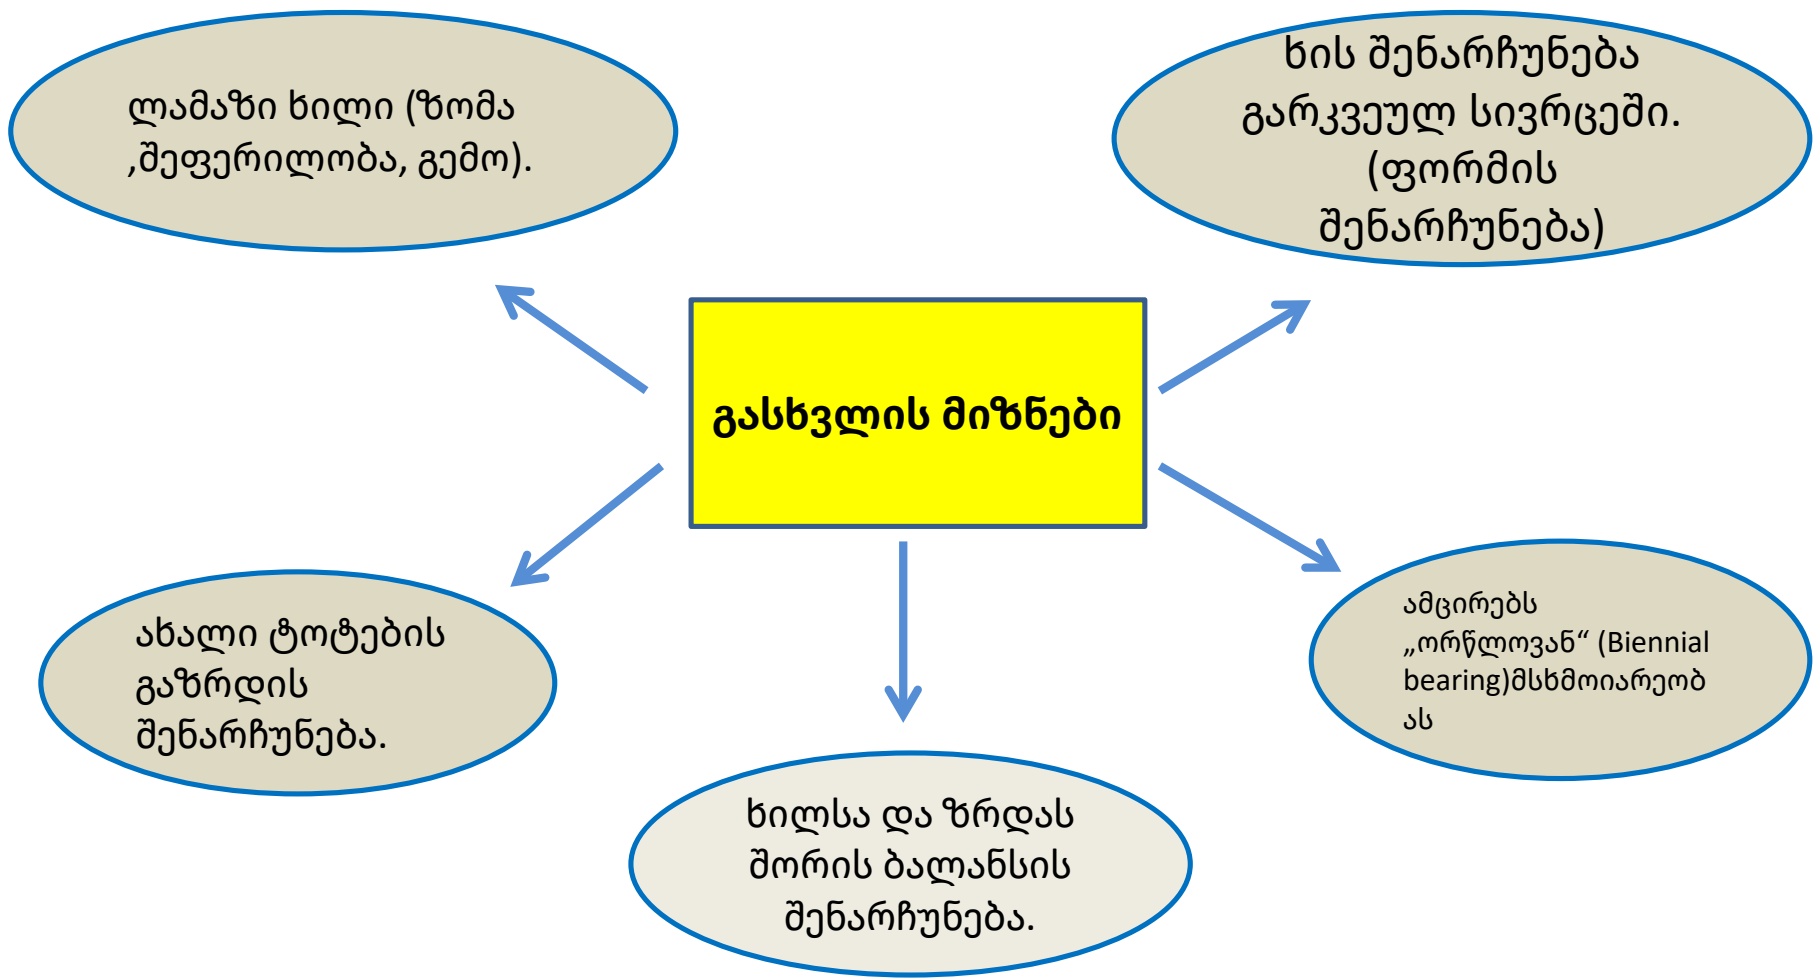 ლამაზი ხილი (ზომა
,შეფერილობა, გემო).
ხის შენარჩუნება
გარკვეულ სივრცეში.
(ფორმის
შენარჩუნება)
გასხვლის მიზნები
ახალი ტოტების
გაზრდის
შენარჩუნება.
ამცირებს
„ორწლოვან“ (Biennial
bearing)მსხმოიარეობ
ას
ხილსა და ზრდას
შორის ბალანსის
შენარჩუნება.